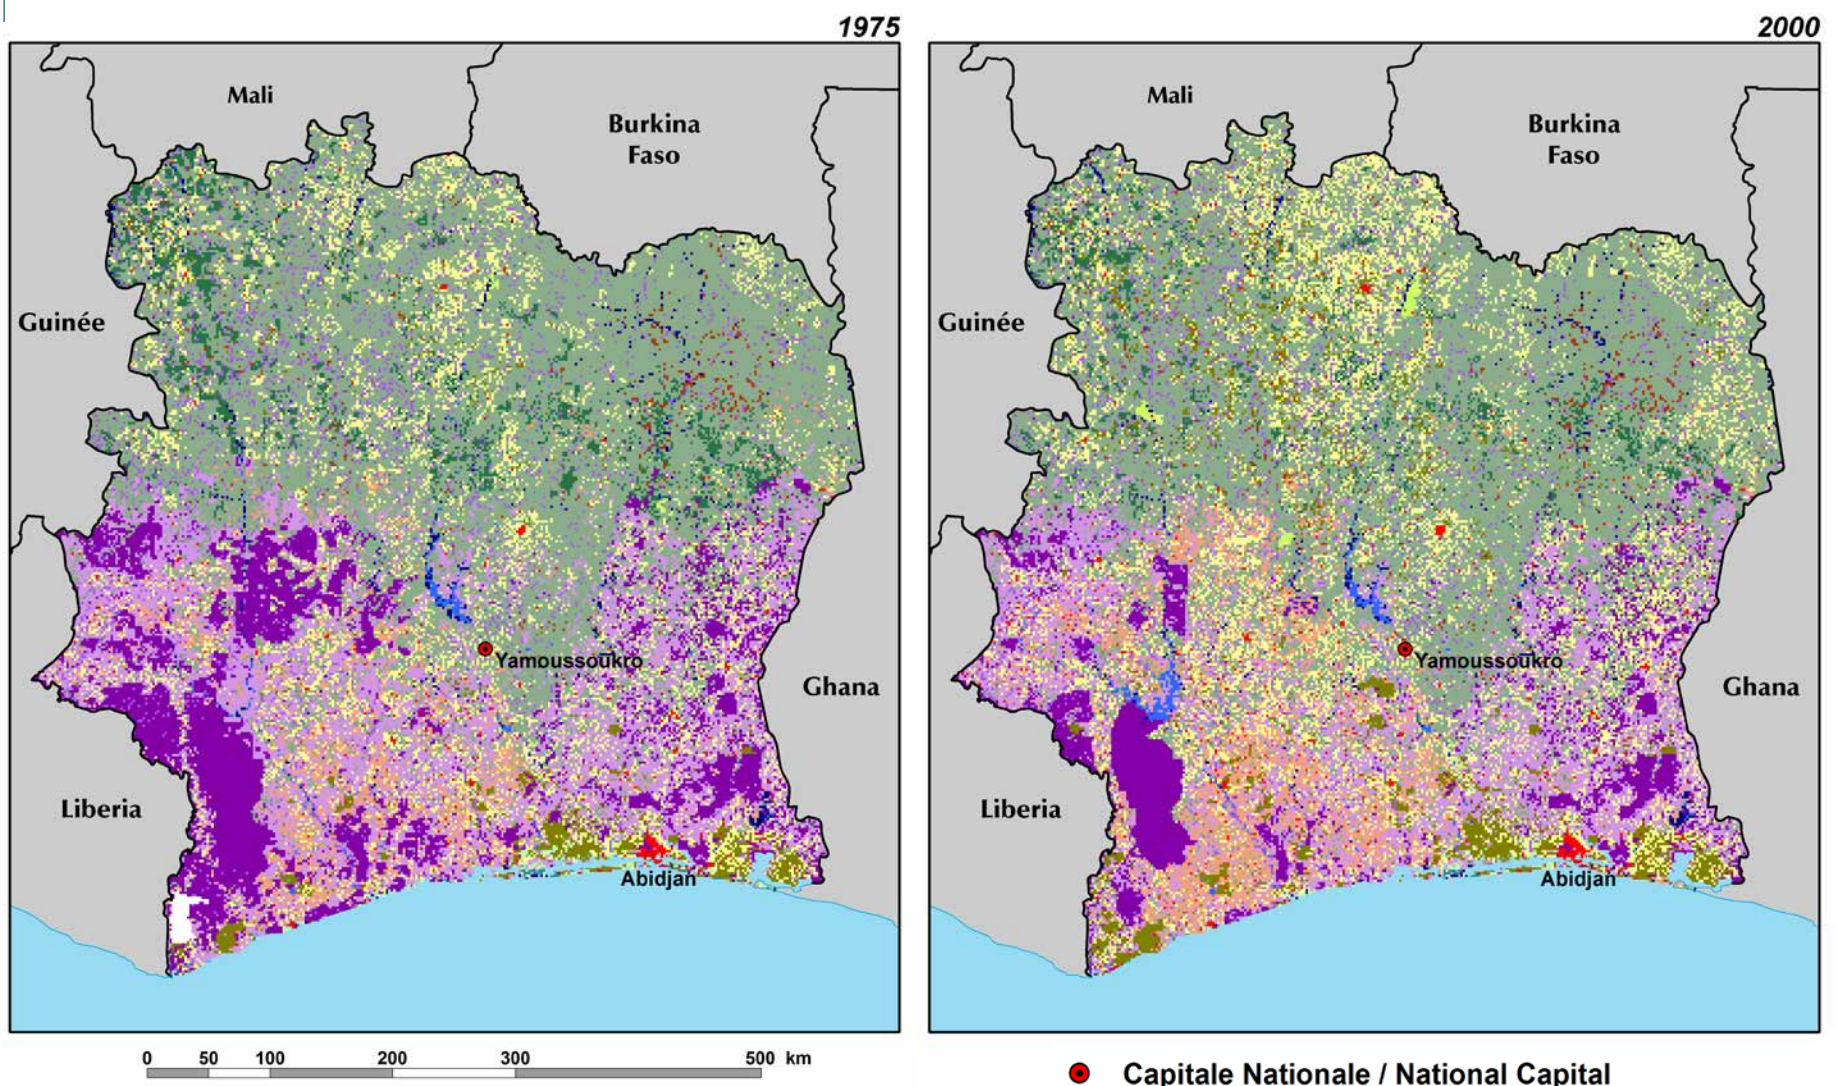 1975
Mali
Burkina
Faso
Guinée
Yamoussoukro
Ghana
Liberia
Abidjan
0 50 100 200 300 500 km
2000
Mali
Burkina
Faso
Guinée
Yamoussoukro
Ghana
Liberia
Abidjan
Capitale Nationale / National Capital